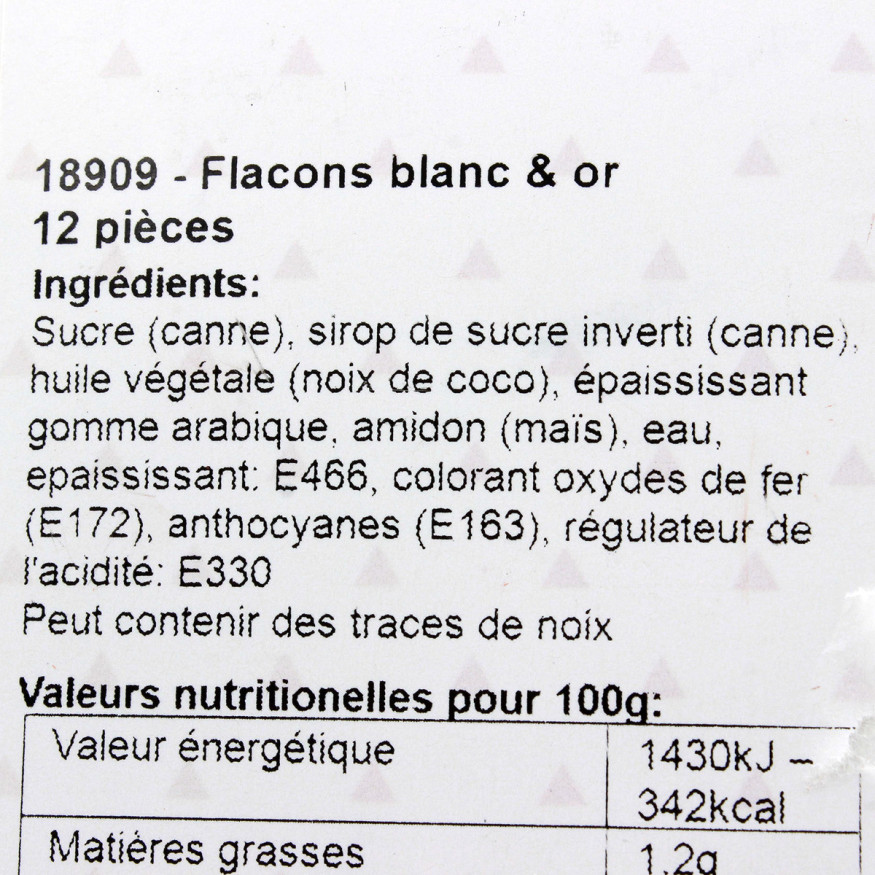 18909 - Flacons blanc & or
12 pièces
Ingrédients:
Sucre (canne), sirop de sucre inverti (canne),
huile végétale (noix de coco), épaississant
gomme arabique, amidon (maïs), eau,
epaississant: E466, colorant oxydes de fer
(E172), anthocyanes (E163), régulateur de
l'acidité: E330
Peut contenir des traces de noix
Valeurs nutritionelles pour 100g:
Valeur énergétique 1430kJ –
342kcal
Matières grasses 1.2g